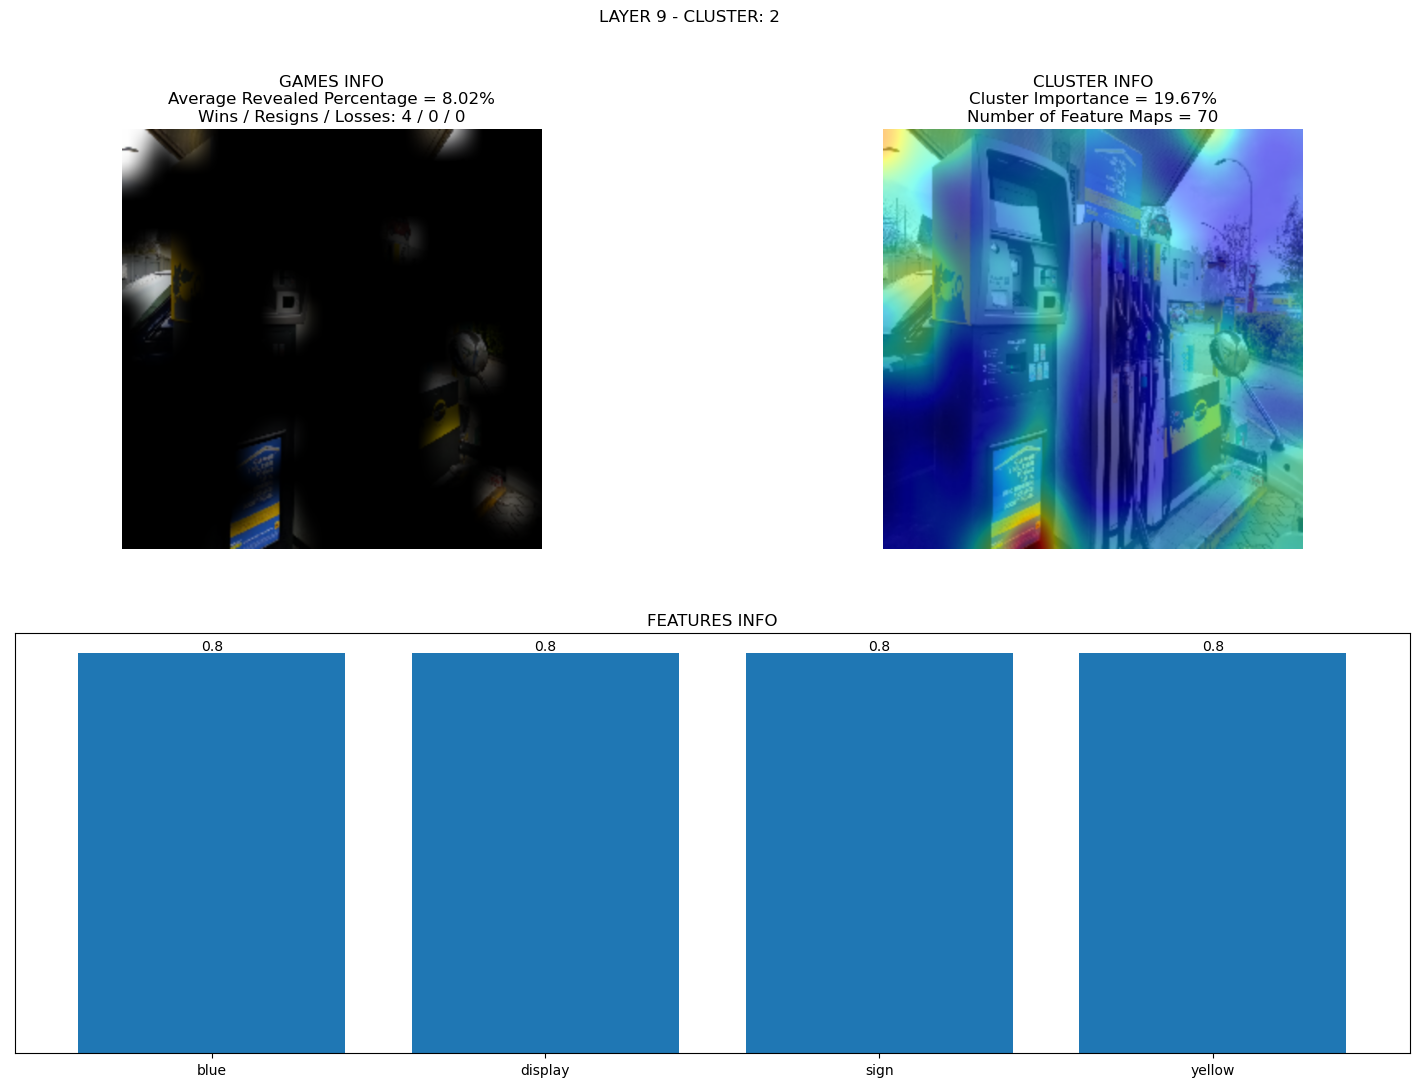 LAYER 9 - CLUSTER: 2
GAMES INFO
Average Revealed Percentage = 8.02%
Wins / Resigns / Losses: 4 / 0 / 0
CLUSTER INFO
Cluster Importance = 19.67%
Number of Feature Maps = 70
FEATURES INFO
0.8
0.8
0.8
0.8
blue
display
sign
yellow